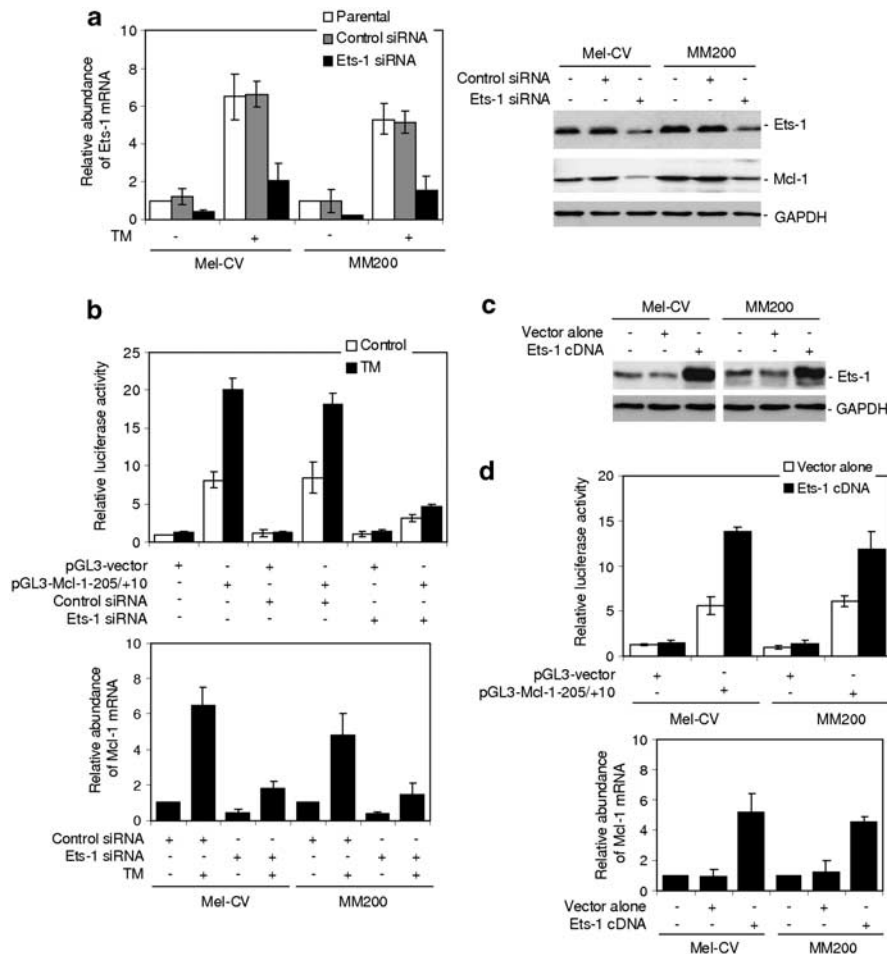 a
Parental
Control siRNA
Ets-1 siRNA
Relative abundance
of Ets-1 mRNA
10
8
6
4
2
0
TM - + - +
Mel-CV MM200
Mel-CV MM200
Control siRNA - + - - + -
Ets-1 siRNA - - + - - +
- Ets-1
- Mcl-1
- GAPDH
b
Control
TM
Relative luciferase activity
25
20
15
10
5
0
pGL3-vector + - + - + -
pGL3-Mcl-1-205/+10 - + - + - +
Control siRNA - - + + - -
Ets-1 siRNA - - - - + +
Relative abundance
of Mcl-1 mRNA
10
8
6
4
2
0
Control siRNA + + - - + + - -
Ets-1 siRNA - - + + - - + +
TM - + - + - + - +
Mel-CV MM200
c
Mel-CV MM200
Vector alone - + - - + -
Ets-1 cDNA - - + - - +
- Ets-1
- GAPDH
d
Vector alone
Ets-1 cDNA
Relative luciferase activity
20
15
10
5
0
pGL3-vector + - + -
pGL3-Mcl-1-205/+10 - + - +
Mel-CV MM200
Relative abundance
of Mcl-1 mRNA
10
8
6
4
2
0
Vector alone - + - - + -
Ets-1 cDNA - - + - - +
Mel-CV MM200